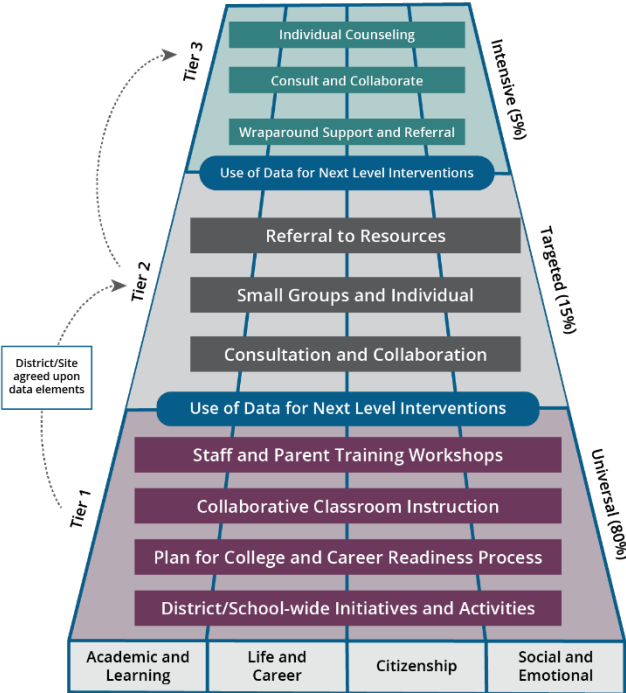 Tier 3
Individual Counseling
Intensive (5%)
Consult and Collaborate
Wraparound Support and Referral
Use of Data for Next Level Interventions
Tier 2
Referral to Resources
Targeted (15%)
Small Groups and Individual
Consultation and Collaboration
District/Site
agreed upon
data elements
Use of Data for Next Level Interventions
Tier 1
Staff and Parent Training Workshops
Universal (80%)
Collaborative Classroom Instruction
Plan for College and Career Readiness Process
District/School-wide Initiatives and Activities
Academic and
Learning
Life and
Career
Citizenship
Social and
Emotional